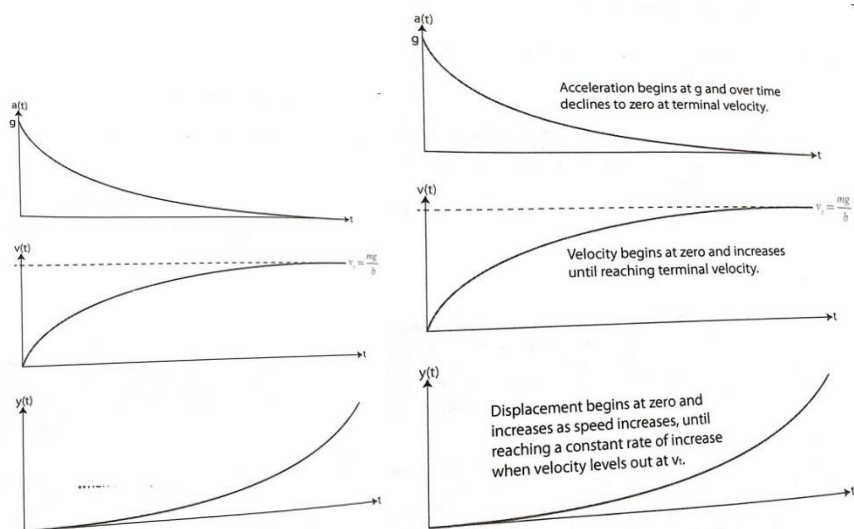 a(t)
g
t
v(t)
v_t = mg/b
t
y(t)
t
a(t)
g
Acceleration begins at g and over time
declines to zero at terminal velocity.
t
v(t)
v_t = mg/b
Velocity begins at zero and increases
until reaching terminal velocity.
t
y(t)
Displacement begins at zero and
increases as speed increases, until
reaching a constant rate of increase
when velocity levels out at v_t.
t